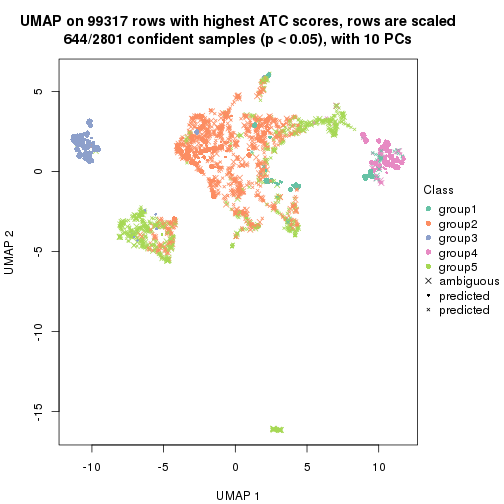 UMAP on 99317 rows with highest ATC scores, rows are scaled
644/2801 confident samples (p < 0.05), with 10 PCs
5
0
-5
-10
-15
UMAP 2
-10
-5
0
5
10
UMAP 1
Class
group1
group2
group3
group4
group5
ambiguous
predicted
predicted